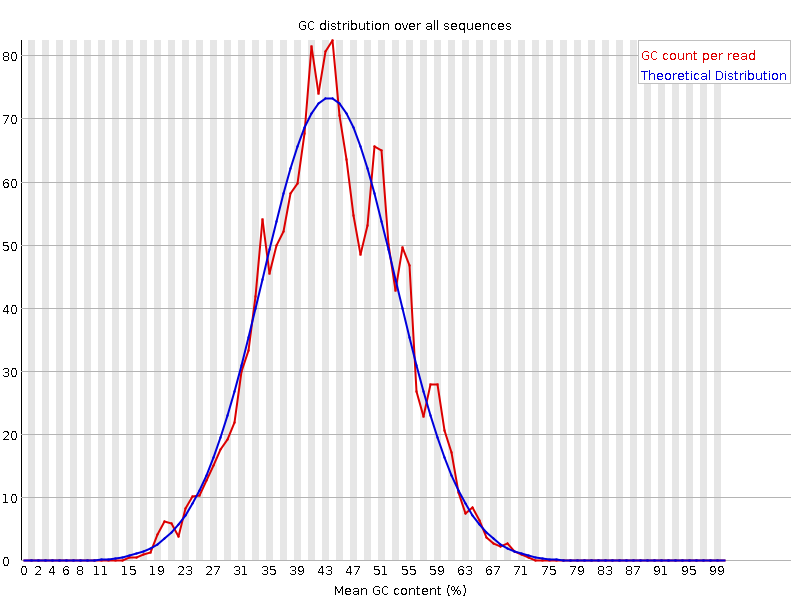 GC distribution over all sequences
GC count per read
Theoretical Distribution
80
70
60
50
40
30
20
10
0
0 2 4 6 8 11 15 19 23 27 31 35 39 43 47 51 55 59 63 67 71 75 79 83 87 91 95 99
Mean GC content (%)